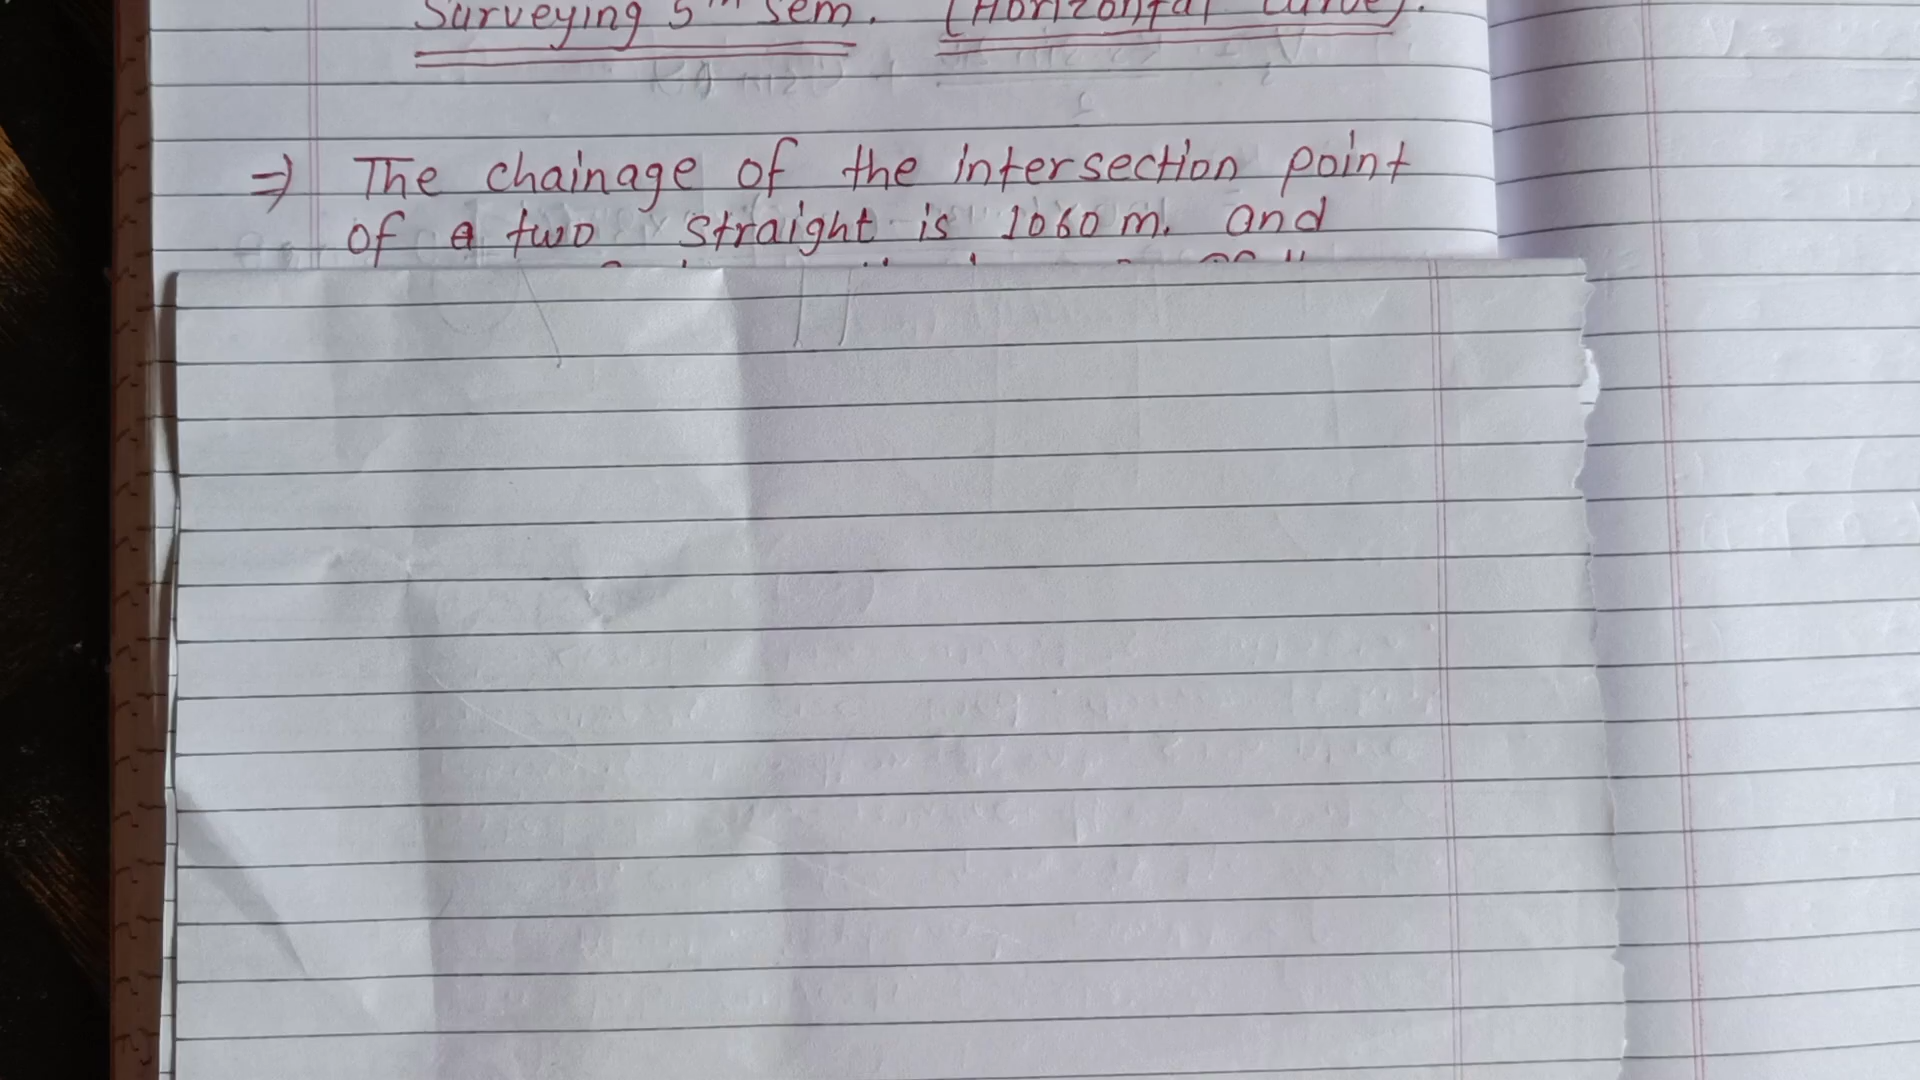 Surveying 5th Sem. (Horizontal Curve).
⇒ The chainage of the intersection point
of a two straight is 1060 m. and